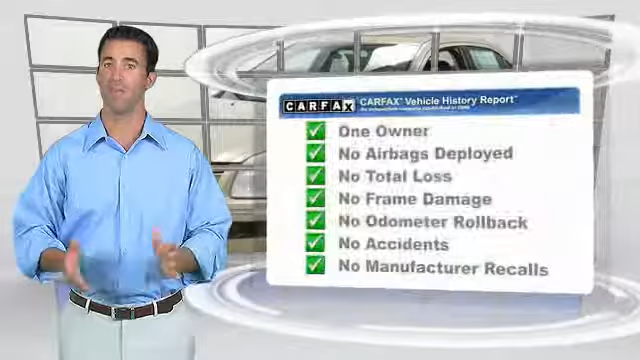 CARFAX CARFAX Vehicle History Report™
One Owner
No Airbags Deployed
No Total Loss
No Frame Damage
No Odometer Rollback
No Accidents
No Manufacturer Recalls